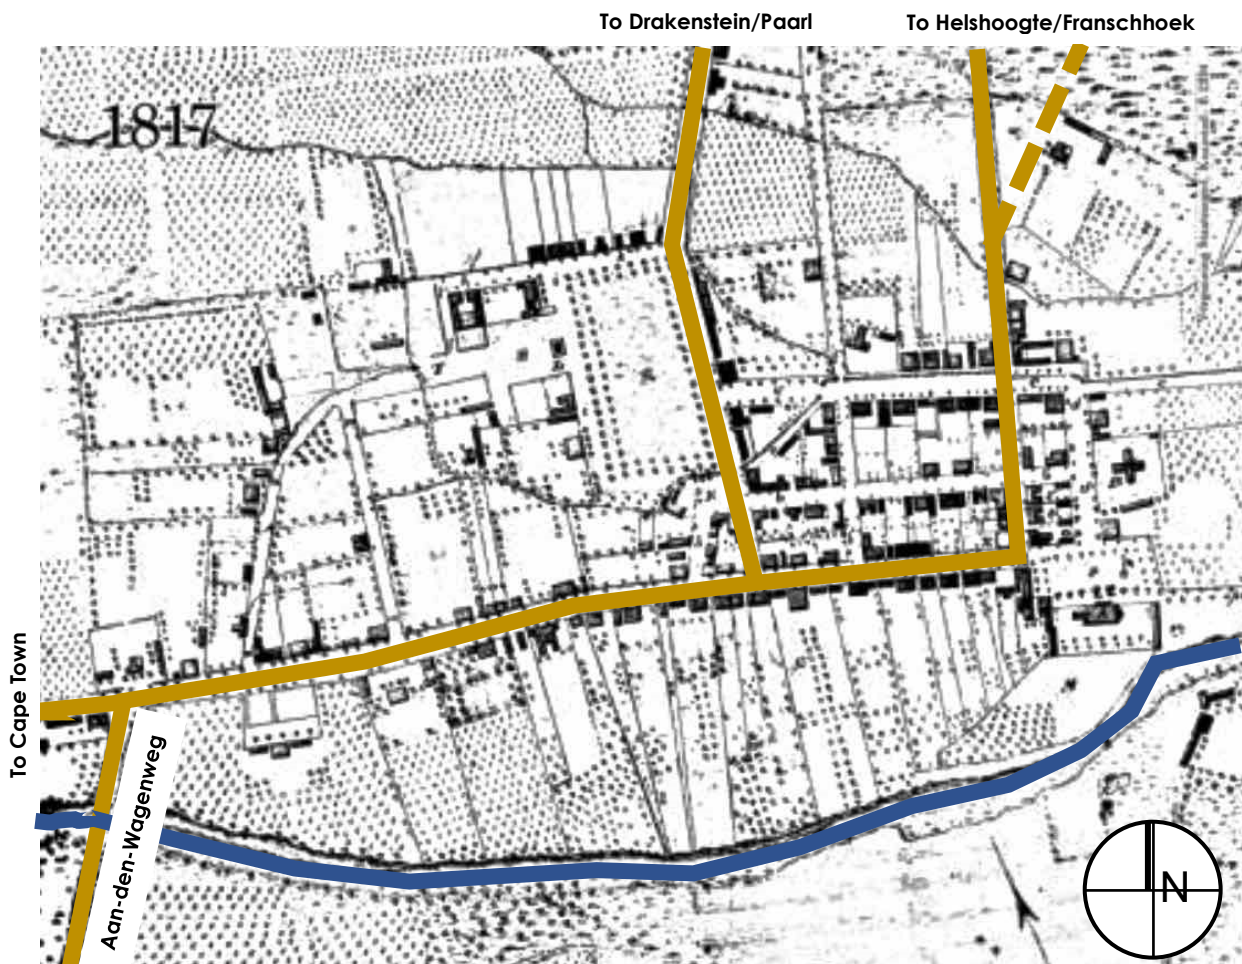 To Drakenstein/Paarl
To Helshoogte/Franschhoek
1817
To Cape Town
Aan-den-Wagenweg
N